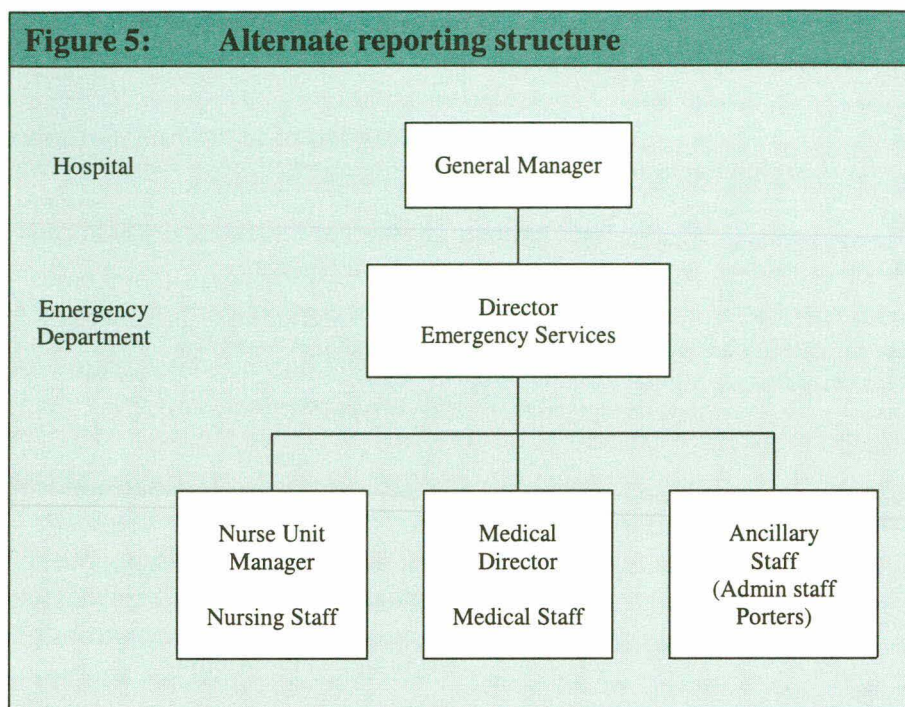 Figure 5: Alternate reporting structure
Hospital
General Manager
Emergency
Department
Director
Emergency Services
Nurse Unit
Manager
Nursing Staff
Medical
Director
Medical Staff
Ancillary
Staff
(Admin staff
Porters)